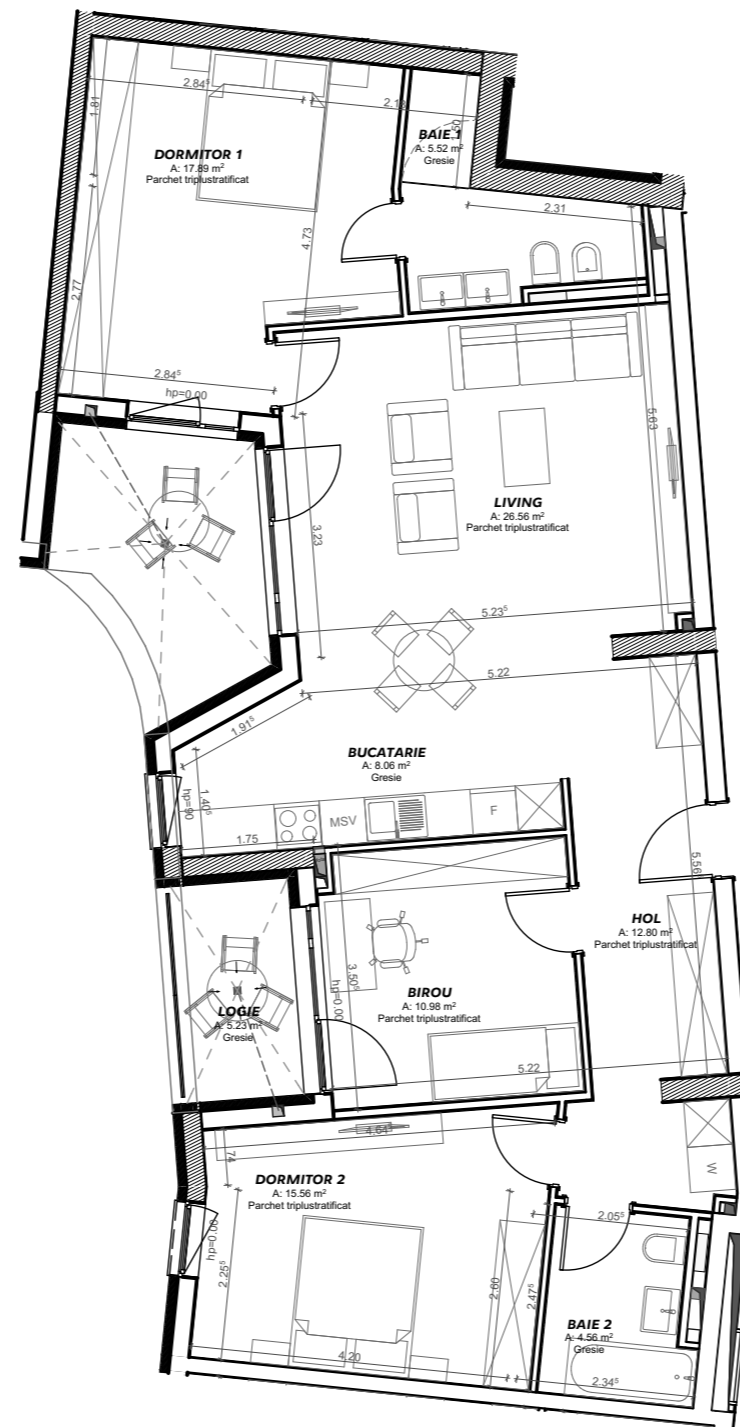 2.84⁵
2.18
1.81
1.50
BAIE 1
A: 5.52 m²
Gresie
DORMITOR 1
A: 17.89 m²
Parchet triplustratificat
2.31
4.73
2.77
2.84⁵
hp=0.00
5.63
LIVING
A: 26.56 m²
Parchet triplustratificat
3.23
5.23⁵
5.22
1.91⁵
BUCATARIE
A: 8.06 m²
Gresie
1.40⁵
hp=90
MSV
F
1.75
5.56
HOL
A: 12.80 m²
Parchet triplustratificat
3.50⁵
hp=0.00
BIROU
A: 10.98 m²
Parchet triplustratificat
LOGIE
A: 5.23 m²
Gresie
5.22
4.64⁵
74
W
DORMITOR 2
A: 15.56 m²
Parchet triplustratificat
2.05⁵
hp=0.00
2.25⁵
2.60
2.47⁵
BAIE 2
A: 4.56 m²
Gresie
4.20
2.34⁵